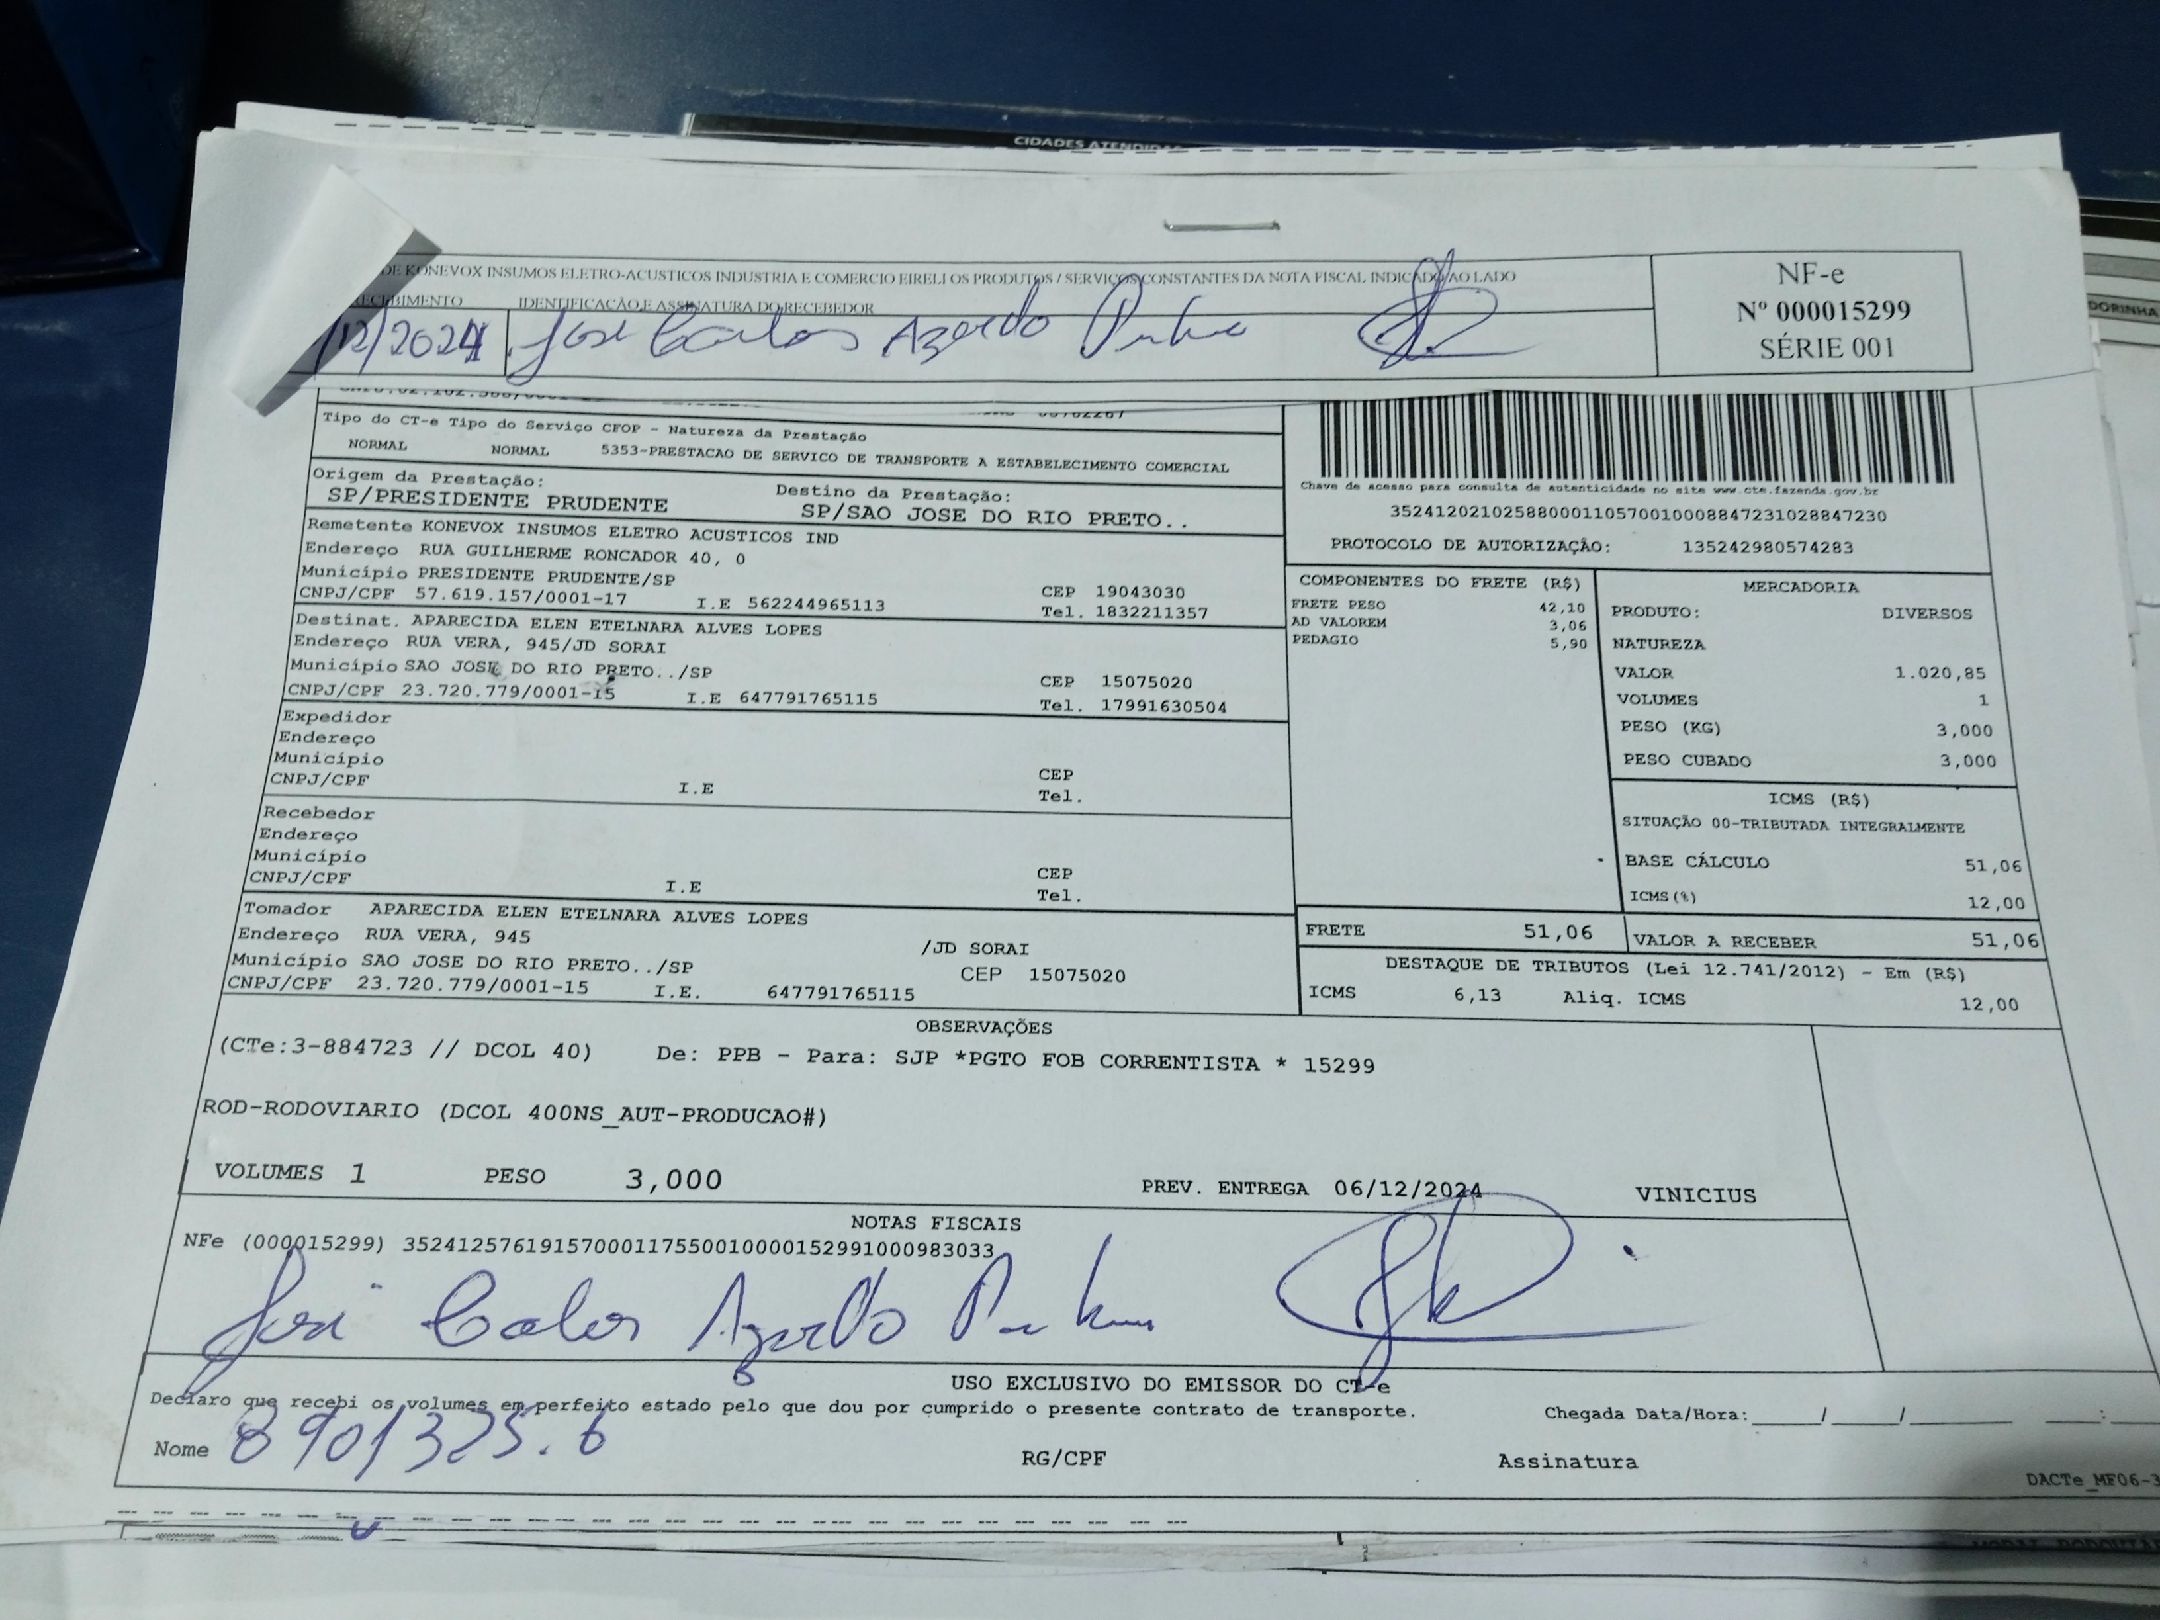 CIDADES ATENDIDAS
DE KONEVOX INSUMOS ELETRO-ACUSTICOS INDUSTRIA E COMERCIO EIRELI OS PRODUTOS / SERVIÇOS CONSTANTES DA NOTA FISCAL INDICADO AO LADO
RECEBIMENTO IDENTIFICAÇÃO E ASSINATURA DO RECEBEDOR
/12/2024 José Carlos Azevedo
NF-e
Nº 000015299
SÉRIE 001
DORINHA
Tipo do CT-e Tipo do Serviço CFOP - Natureza da Prestação
NORMAL NORMAL 5353-PRESTACAO DE SERVICO DE TRANSPORTE A ESTABELECIMENTO COMERCIAL
Origem da Prestação: Destino da Prestação:
SP/PRESIDENTE PRUDENTE SP/SAO JOSE DO RIO PRETO..
Remetente KONEVOX INSUMOS ELETRO ACUSTICOS IND
Endereço RUA GUILHERME RONCADOR 40, 0
Município PRESIDENTE PRUDENTE/SP CEP 19043030
CNPJ/CPF 57.619.157/0001-17 I.E 562244965113 Tel. 1832211357
Destinat. APARECIDA ELEN ETELNARA ALVES LOPES
Endereço RUA VERA, 945/JD SORAI
Município SAO JOSE DO RIO PRETO../SP CEP 15075020
CNPJ/CPF 23.720.779/0001-15 I.E 647791765115 Tel. 17991630504
Expedidor
Endereço
Município CEP
CNPJ/CPF I.E Tel.
Recebedor
Endereço
Município CEP
CNPJ/CPF I.E Tel.
Tomador APARECIDA ELEN ETELNARA ALVES LOPES
Endereço RUA VERA, 945 /JD SORAI
Município SAO JOSE DO RIO PRETO../SP CEP 15075020
CNPJ/CPF 23.720.779/0001-15 I.E. 647791765115
Chave de acesso para consulta de autenticidade no site www.cte.fazenda.gov.br
35241202102588000110570010008847231028847230
PROTOCOLO DE AUTORIZAÇÃO: 135242980574283
COMPONENTES DO FRETE (R$)
FRETE PESO 42,10
AD VALOREM 3,06
PEDAGIO 5,90
MERCADORIA
PRODUTO: DIVERSOS
NATUREZA
VALOR 1.020,85
VOLUMES 1
PESO (KG) 3,000
PESO CUBADO 3,000
ICMS (R$)
SITUAÇÃO 00-TRIBUTADA INTEGRALMENTE
BASE CÁLCULO 51,06
ICMS(%) 12,00
FRETE 51,06 VALOR A RECEBER 51,06
DESTAQUE DE TRIBUTOS (Lei 12.741/2012) - Em (R$)
ICMS 6,13 Aliq. ICMS 12,00
OBSERVAÇÕES
(CTe:3-884723 // DCOL 40) De: PPB - Para: SJP *PGTO FOB CORRENTISTA * 15299
ROD-RODOVIARIO (DCOL 400NS_AUT-PRODUCAO#)
VOLUMES 1 PESO 3,000 PREV. ENTREGA 06/12/2024 VINICIUS
NOTAS FISCAIS
NFe (000015299) 35241257619157000117550010000152991000983033
José Carlos Azevedo
USO EXCLUSIVO DO EMISSOR DO CT-e
Declaro que recebi os volumes em perfeito estado pelo que dou por cumprido o presente contrato de transporte. Chegada Data/Hora:_____/_____/_____ __:
Nome 8901325.6 RG/CPF Assinatura
DACTe_MF06-3